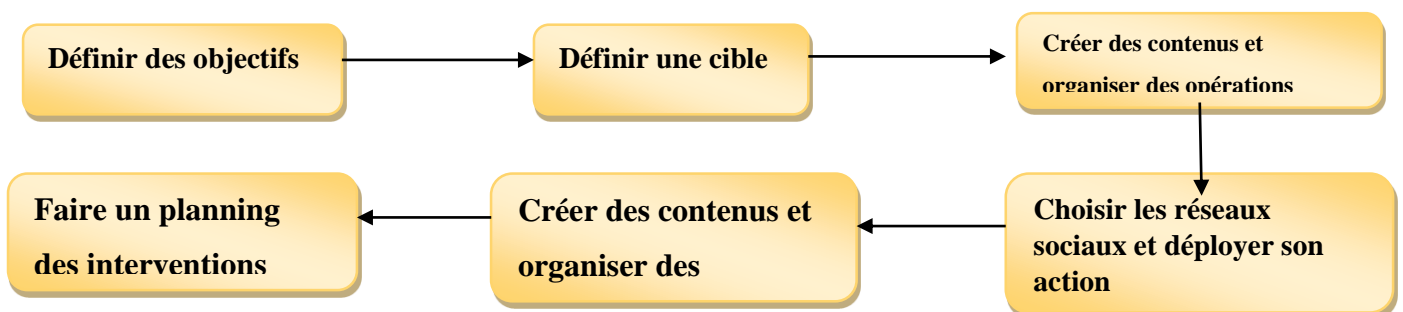 Définir des objectifs
Définir une cible
Créer des contenus et
organiser des opérations
Choisir les réseaux
sociaux et déployer son
action
Créer des contenus et
organiser des
Faire un planning
des interventions